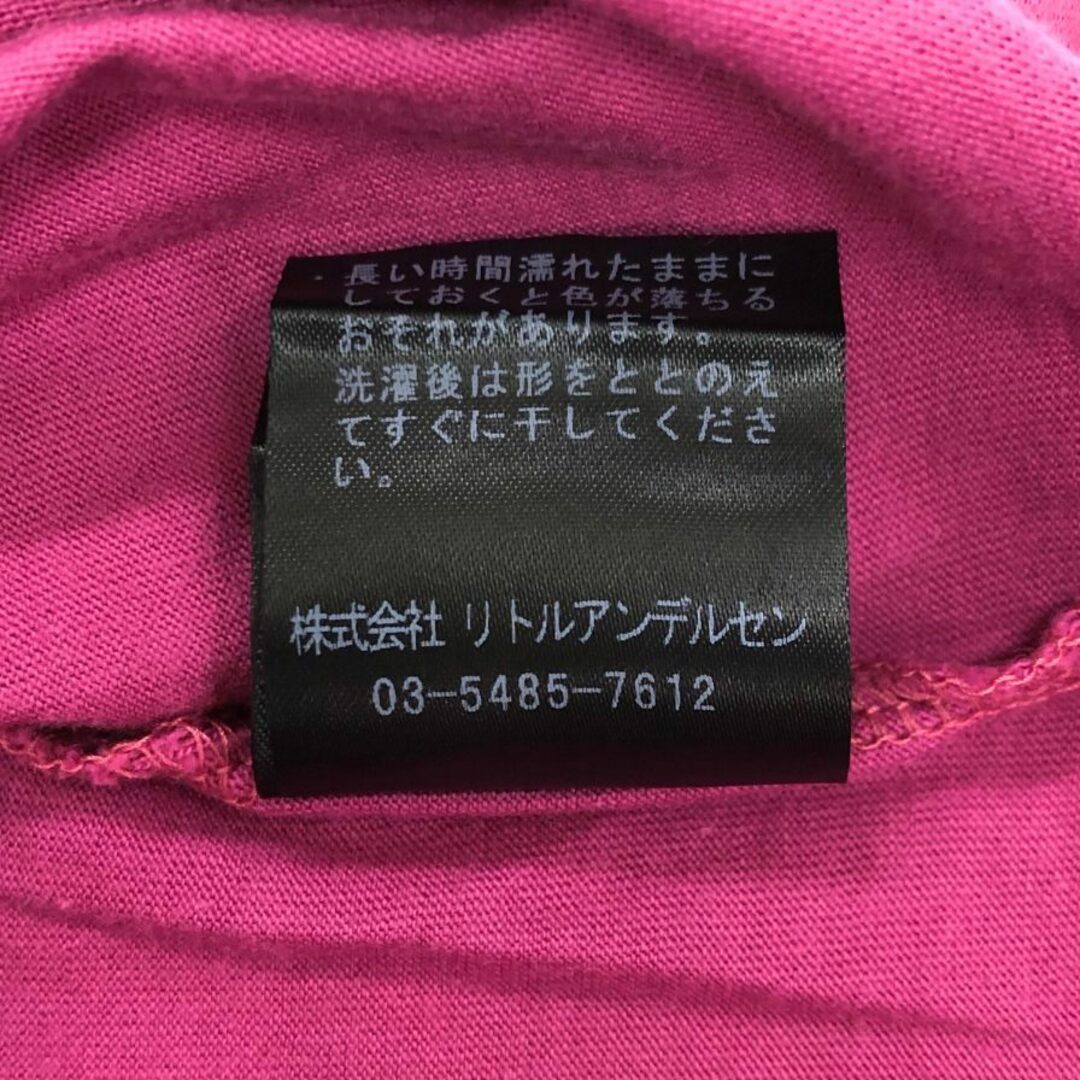 ・長い時間濡れたままに
しておくと色が落ちる
おそれがあります。
洗濯後は形をととのえ
てすぐに干してくださ
い。
株式会社 リトルアンデルセン
03-5485-7612